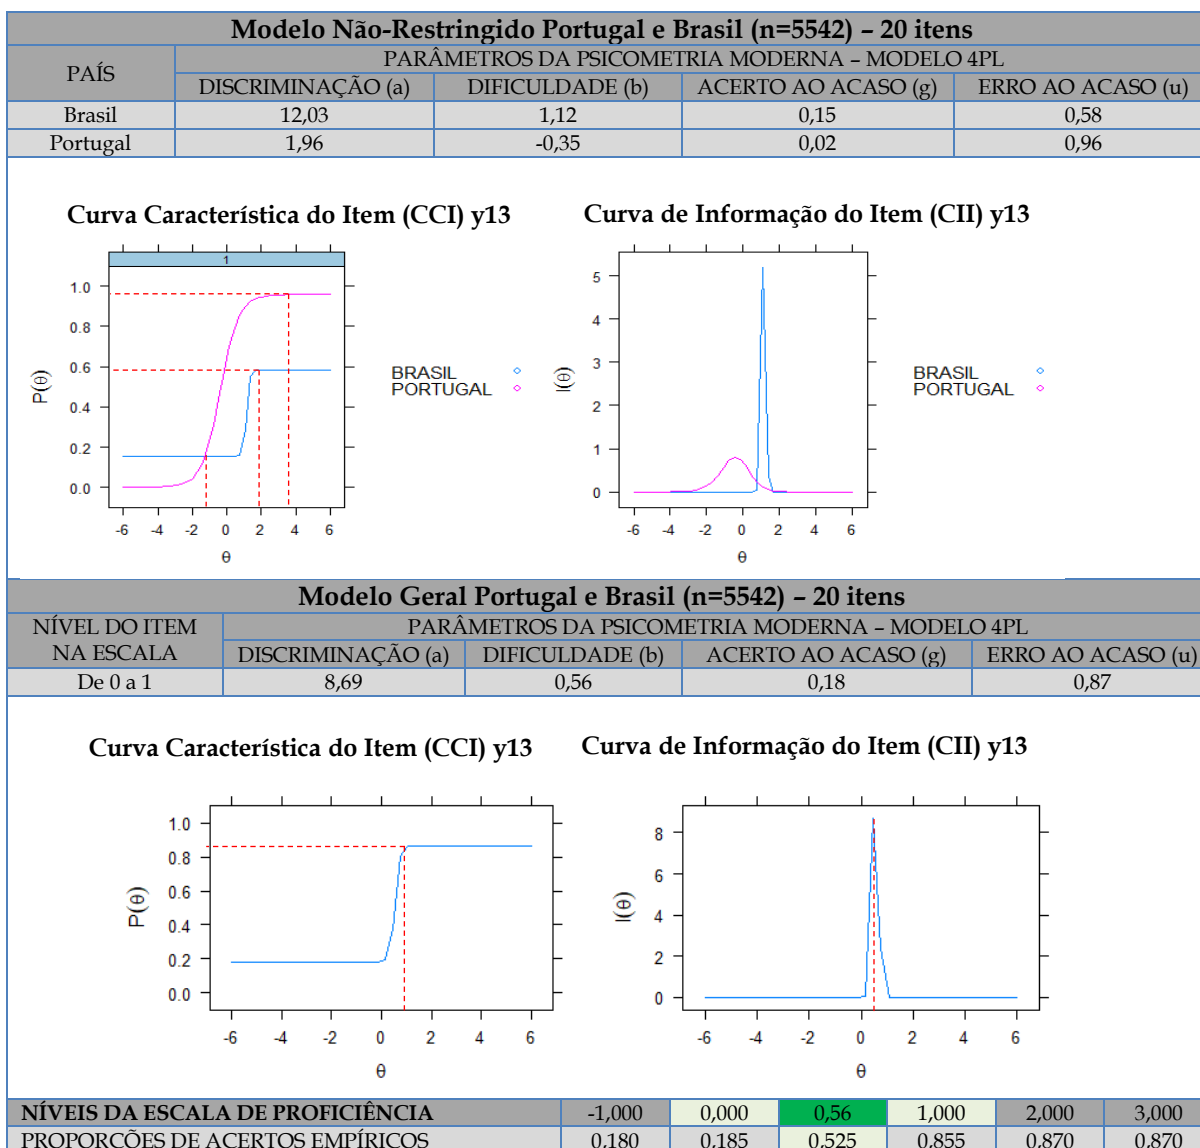 Modelo Não-Restringido Portugal e Brasil (n=5542) – 20 itens
PAÍS PARÂMETROS DA PSICOMETRIA MODERNA – MODELO 4PL
DISCRIMINAÇÃO (a) DIFICULDADE (b) ACERTO AO ACASO (g) ERRO AO ACASO (u)
Brasil 12,03 1,12 0,15 0,58
Portugal 1,96 -0,35 0,02 0,96
Curva Característica do Item (CCI) y13 Curva de Informação do Item (CII) y13
1
1.0
0.8
0.6
0.4
0.2
0.0
P(θ)
-6 -4 -2 0 2 4 6
θ
BRASIL
PORTUGAL
5
4
3
2
1
0
I(θ)
-6 -4 -2 0 2 4 6
θ
BRASIL
PORTUGAL
Modelo Geral Portugal e Brasil (n=5542) – 20 itens
NÍVEL DO ITEM PARÂMETROS DA PSICOMETRIA MODERNA – MODELO 4PL
NA ESCALA DISCRIMINAÇÃO (a) DIFICULDADE (b) ACERTO AO ACASO (g) ERRO AO ACASO (u)
De 0 a 1 8,69 0,56 0,18 0,87
Curva Característica do Item (CCI) y13 Curva de Informação do Item (CII) y13
1.0
0.8
0.6
0.4
0.2
0.0
P(θ)
-6 -4 -2 0 2 4 6
θ
8
6
4
2
0
I(θ)
-6 -4 -2 0 2 4 6
θ
NÍVEIS DA ESCALA DE PROFICIÊNCIA -1,000 0,000 0,56 1,000 2,000 3,000
PROPORÇÕES DE ACERTOS EMPÍRICOS 0,180 0,185 0,525 0,855 0,870 0,870